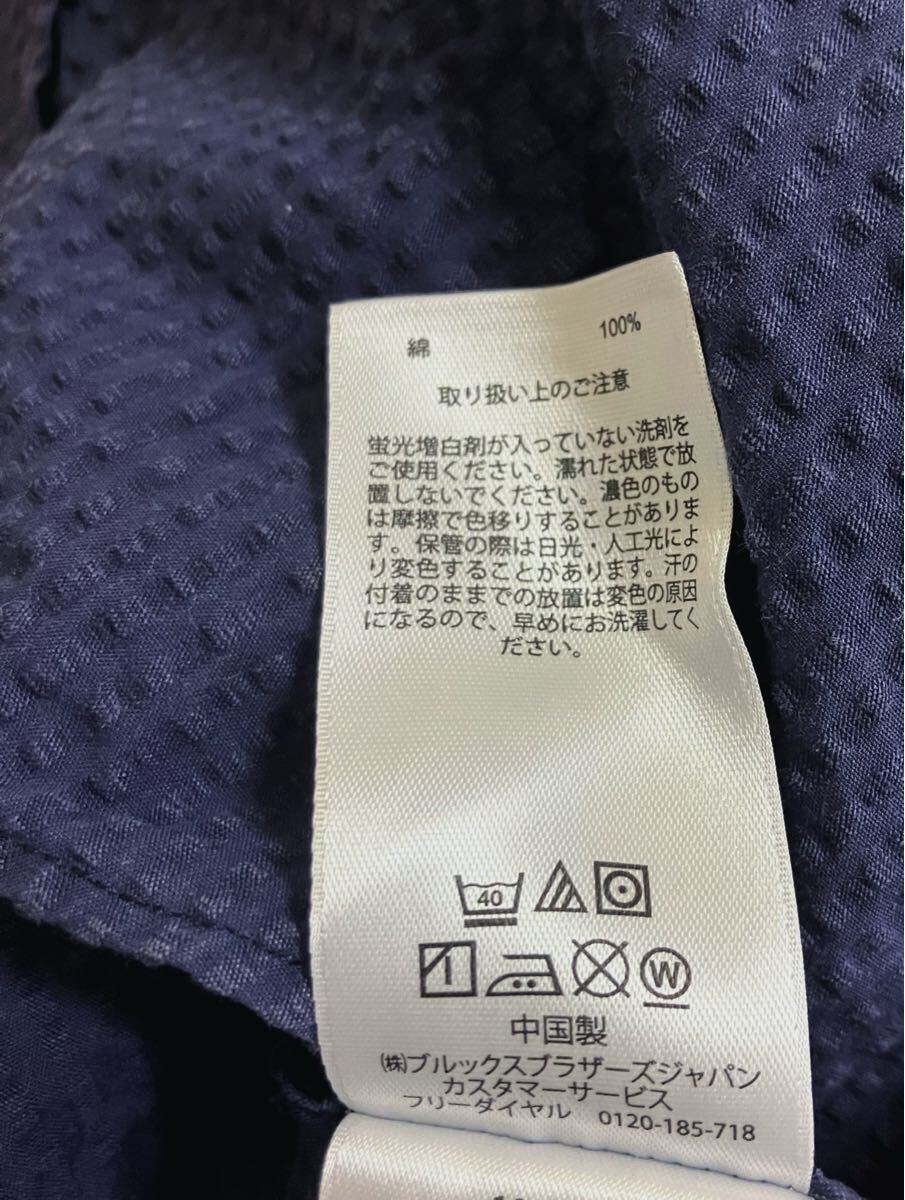 綿 100%
取り扱い上のご注意
蛍光増白剤が入っていない洗剤を
ご使用ください。濡れた状態で放
置しないでください。濃色のもの
は摩擦で色移りすることがありま
す。保管の際は日光・人工光によ
り変色することがあります。汗の
付着のままでの放置は変色の原因
になるので、早めにお洗濯してく
ださい。
40
W
中国製
㈱ブルックスブラザーズジャパン
カスタマーサービス
フリーダイヤル 0120-185-718